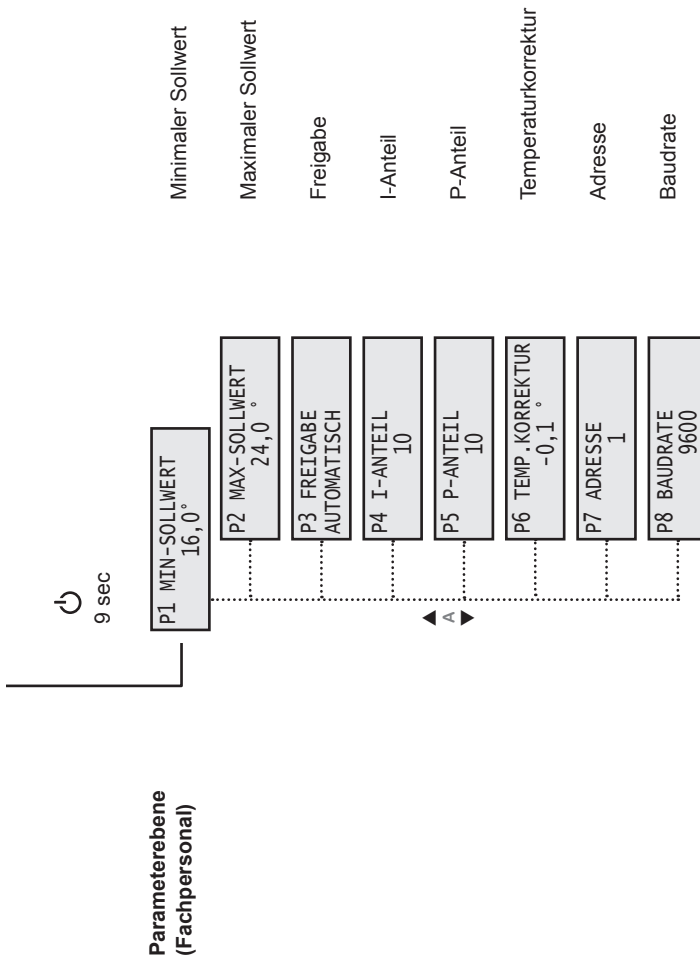 9 sec
Parameterebene
(Fachpersonal)
P1 MIN-SOLLWERT
16,0°
Minimaler Sollwert
P2 MAX-SOLLWERT
24,0 °
Maximaler Sollwert
P3 FREIGABE
AUTOMATISCH
Freigabe
P4 I-ANTEIL
10
I-Anteil
A
P5 P-ANTEIL
10
P-Anteil
P6 TEMP.KORREKTUR
-0,1 °
Temperaturkorrektur
P7 ADRESSE
1
Adresse
P8 BAUDRATE
9600
Baudrate